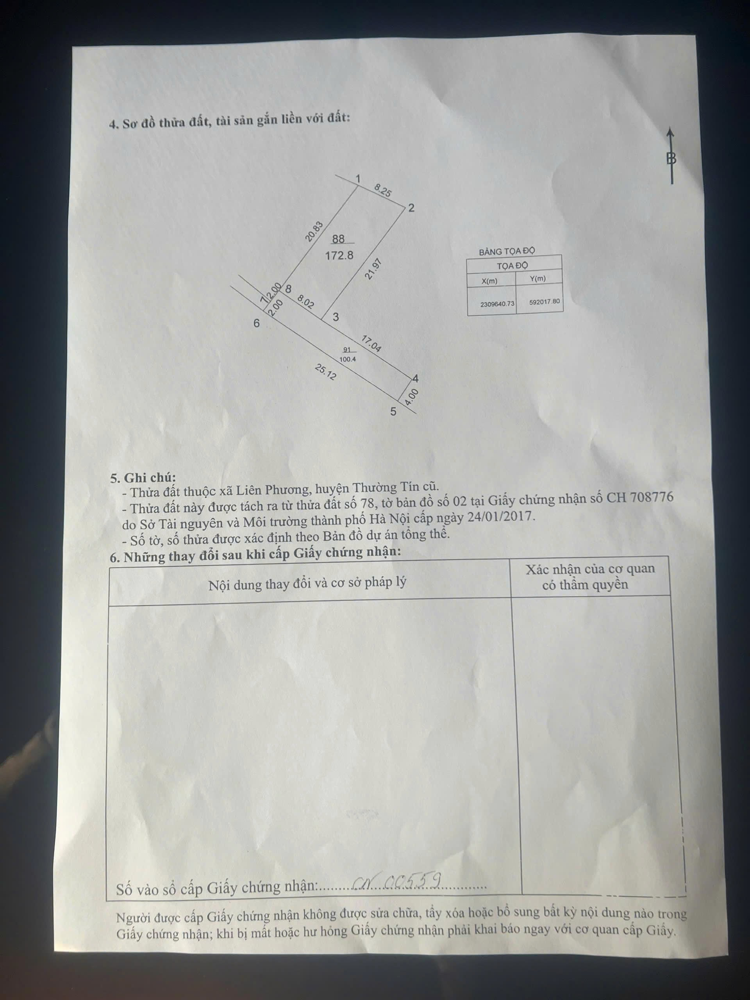 4. Sơ đồ thửa đất, tài sản gắn liền với đất:
B
1
8.25
2
20.83
88
172.8
21.97
7
2.00
8
2.00
8.02
3
6
17.04
91
100.4
25.12
4
4.00
5
BẢNG TỌA ĐỘ
TỌA ĐỘ
X(m) Y(m)
2309640.73 592017.80
5. Ghi chú:
- Thửa đất thuộc xã Liên Phương, huyện Thường Tín cũ.
- Thửa đất này được tách ra từ thửa đất số 78, tờ bản đồ số 02 tại Giấy chứng nhận số CH 708776
do Sở Tài nguyên và Môi trường thành phố Hà Nội cấp ngày 24/01/2017.
- Số tờ, số thửa được xác định theo Bản đồ dự án tổng thể.
6. Những thay đổi sau khi cấp Giấy chứng nhận:
Nội dung thay đổi và cơ sở pháp lý
Xác nhận của cơ quan
có thẩm quyền
Số vào sổ cấp Giấy chứng nhận:.........CN 00559............
Người được cấp Giấy chứng nhận không được sửa chữa, tẩy xóa hoặc bổ sung bất kỳ nội dung nào trong
Giấy chứng nhận; khi bị mất hoặc hư hỏng Giấy chứng nhận phải khai báo ngay với cơ quan cấp Giấy.